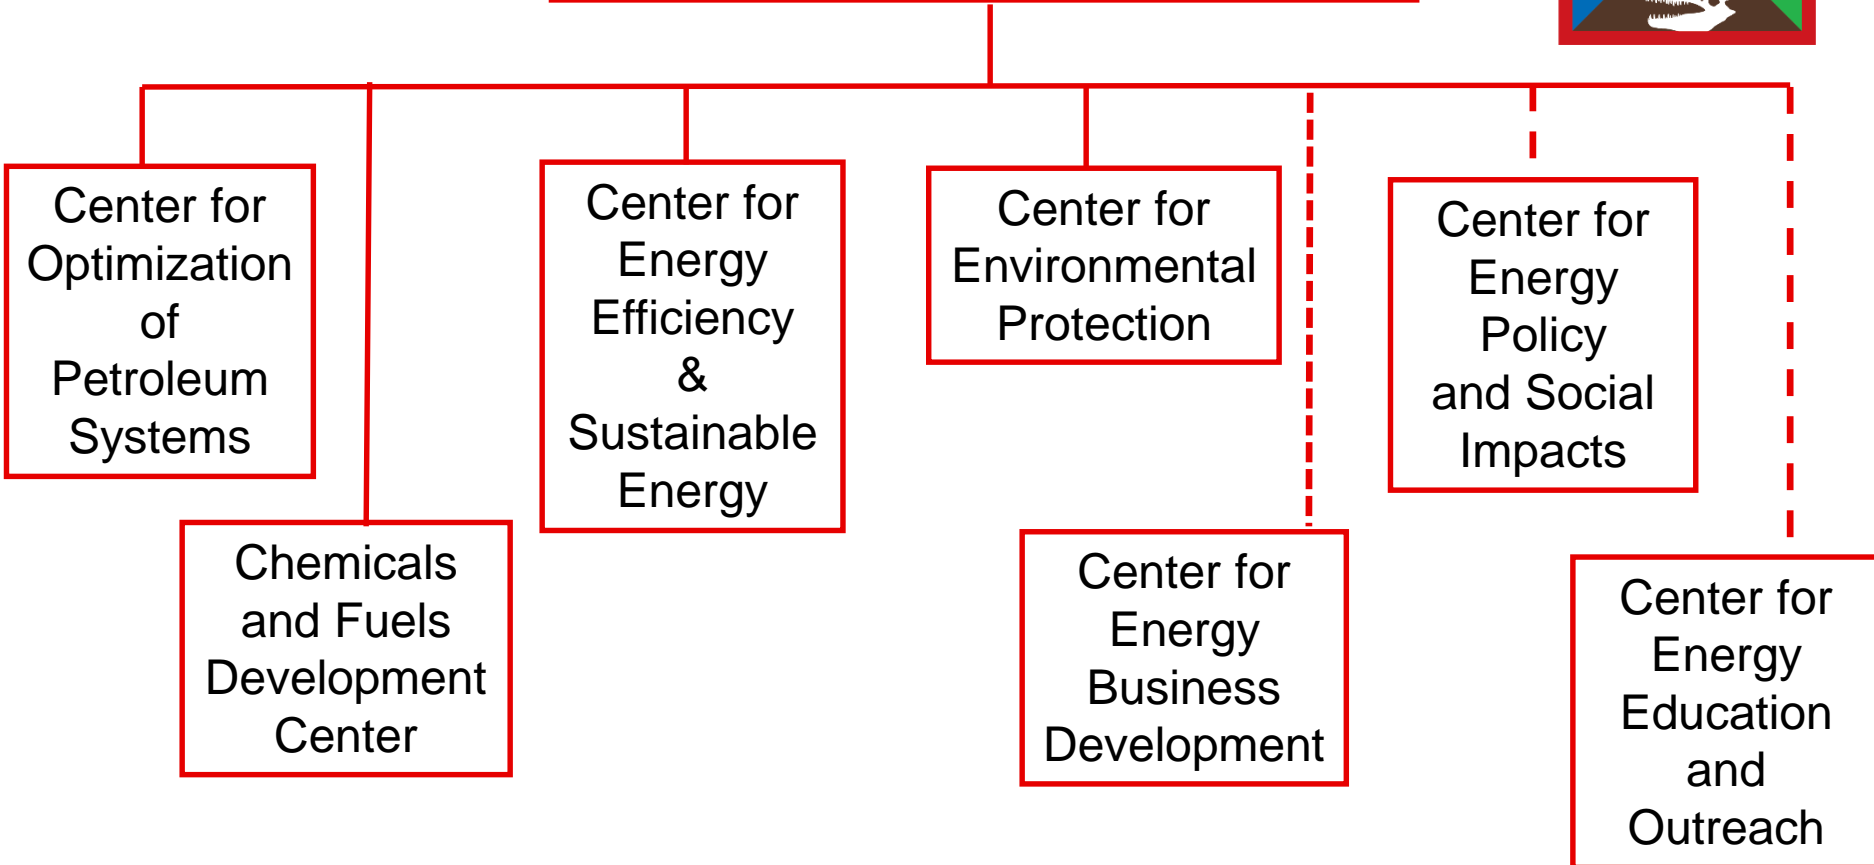 Center for
Optimization
of
Petroleum
Systems
Chemicals
and Fuels
Development
Center
Center for
Energy
Efficiency
&
Sustainable
Energy
Center for
Environmental
Protection
Center for
Energy
Business
Development
Center for
Energy
Policy
and Social
Impacts
Center for
Energy
Education
and
Outreach